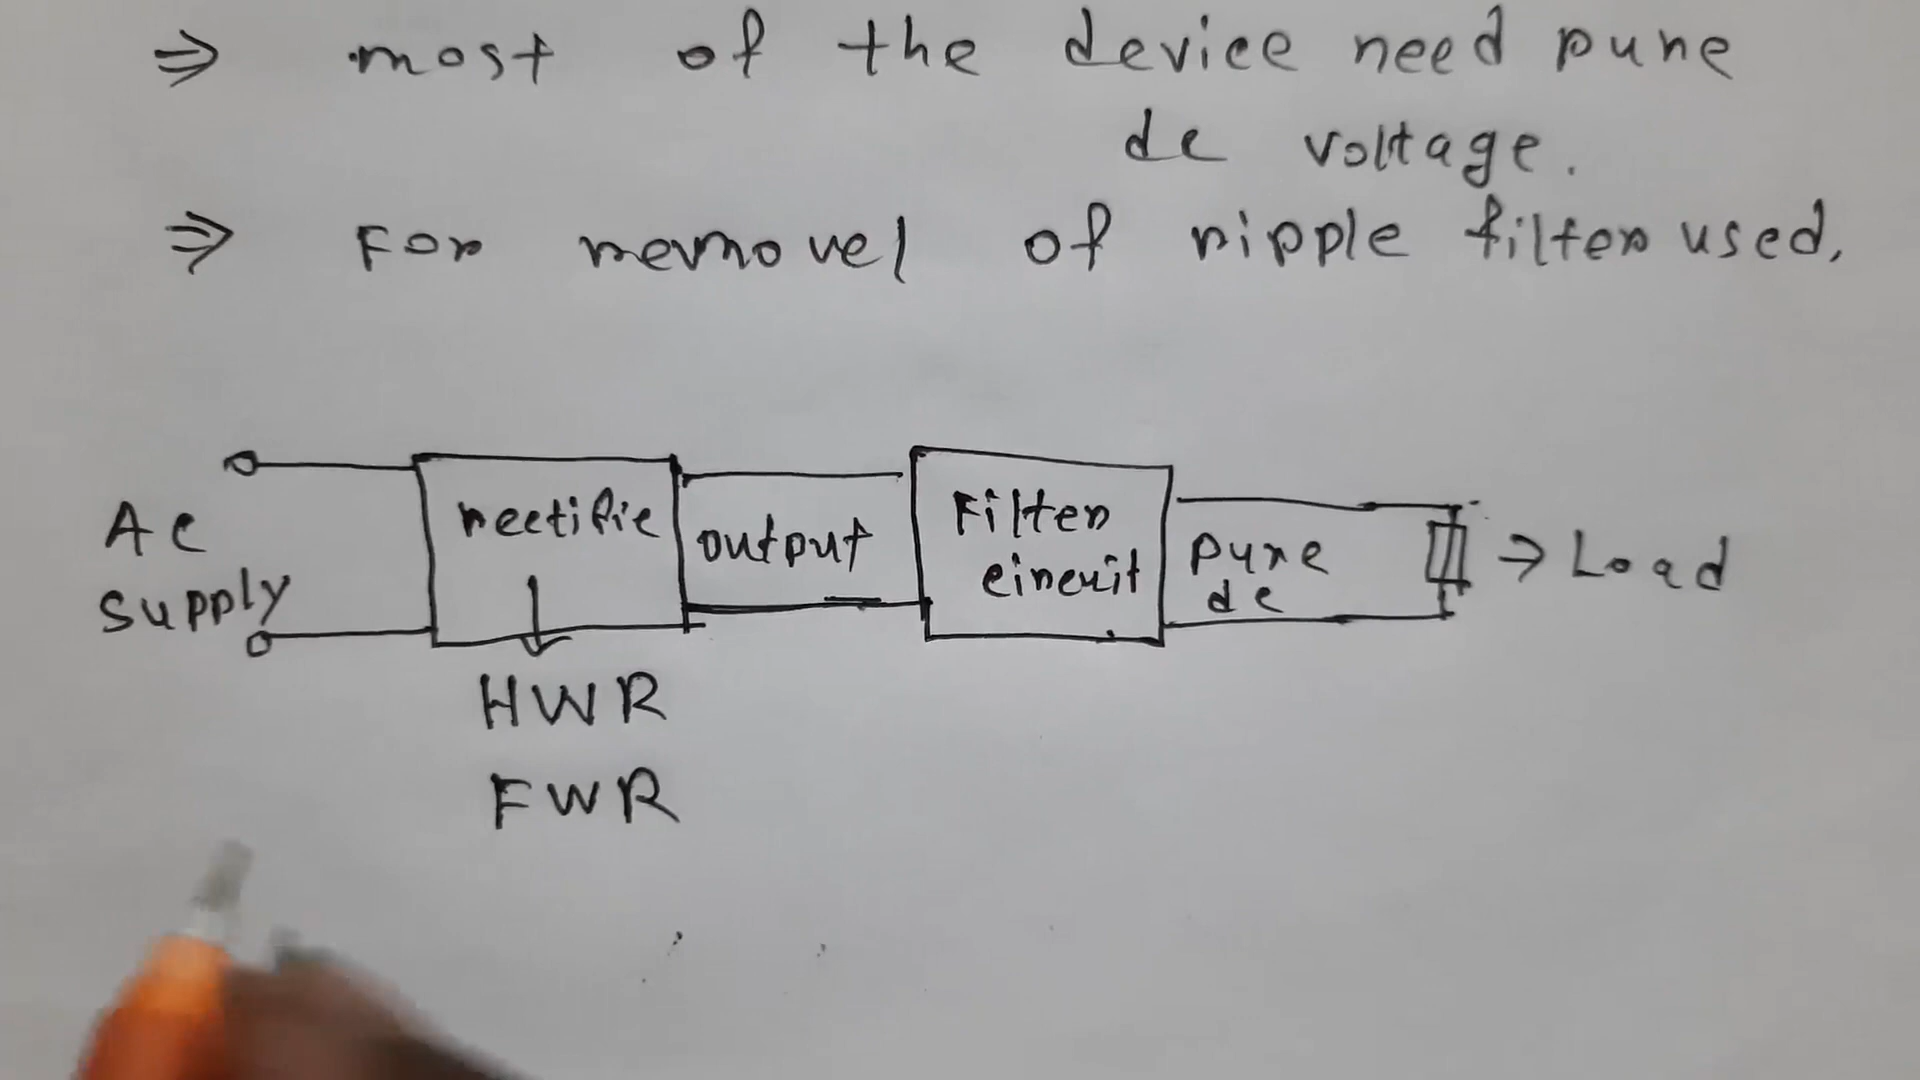 ⇒ most of the device need pure
dc voltage.
⇒ For removel of ripple filter used.
AC
supply
rectifie
output
Filter
circuit
pure
dc
→ Load
HWR
FWR